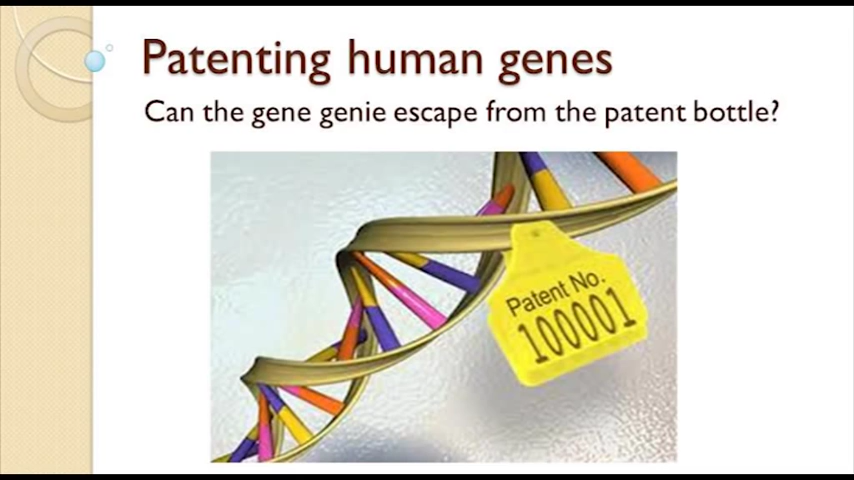 Patenting human genes
Can the gene genie escape from the patent bottle?
Patent No.
100001